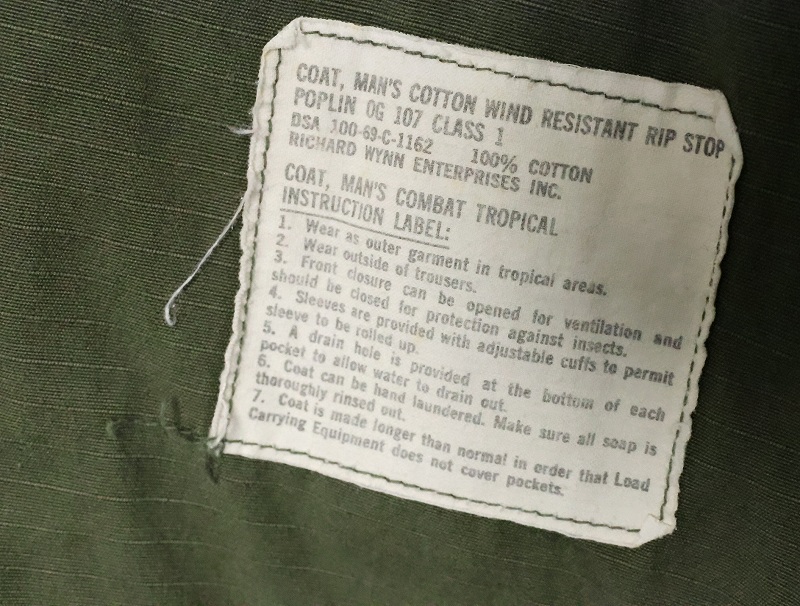 COAT, MAN'S COTTON WIND RESISTANT RIP STOP
POPLIN OG 107 CLASS 1
DSA 100-69-C-1162 100% COTTON
RICHARD WYNN ENTERPRISES INC.
COAT, MAN'S COMBAT TROPICAL
INSTRUCTION LABEL:
1. Wear as outer garment in tropical areas.
2. Wear outside of trousers.
3. Front closure can be opened for ventilation and
should be closed for protection against insects.
4. Sleeves are provided with adjustable cuffs to permit
sleeve to be rolled up.
5. A drain hole is provided at the bottom of each
pocket to allow water to drain out.
6. Coat can be hand laundered. Make sure all soap is
thoroughly rinsed out.
7. Coat is made longer than normal in order that Load
Carrying Equipment does not cover pockets.